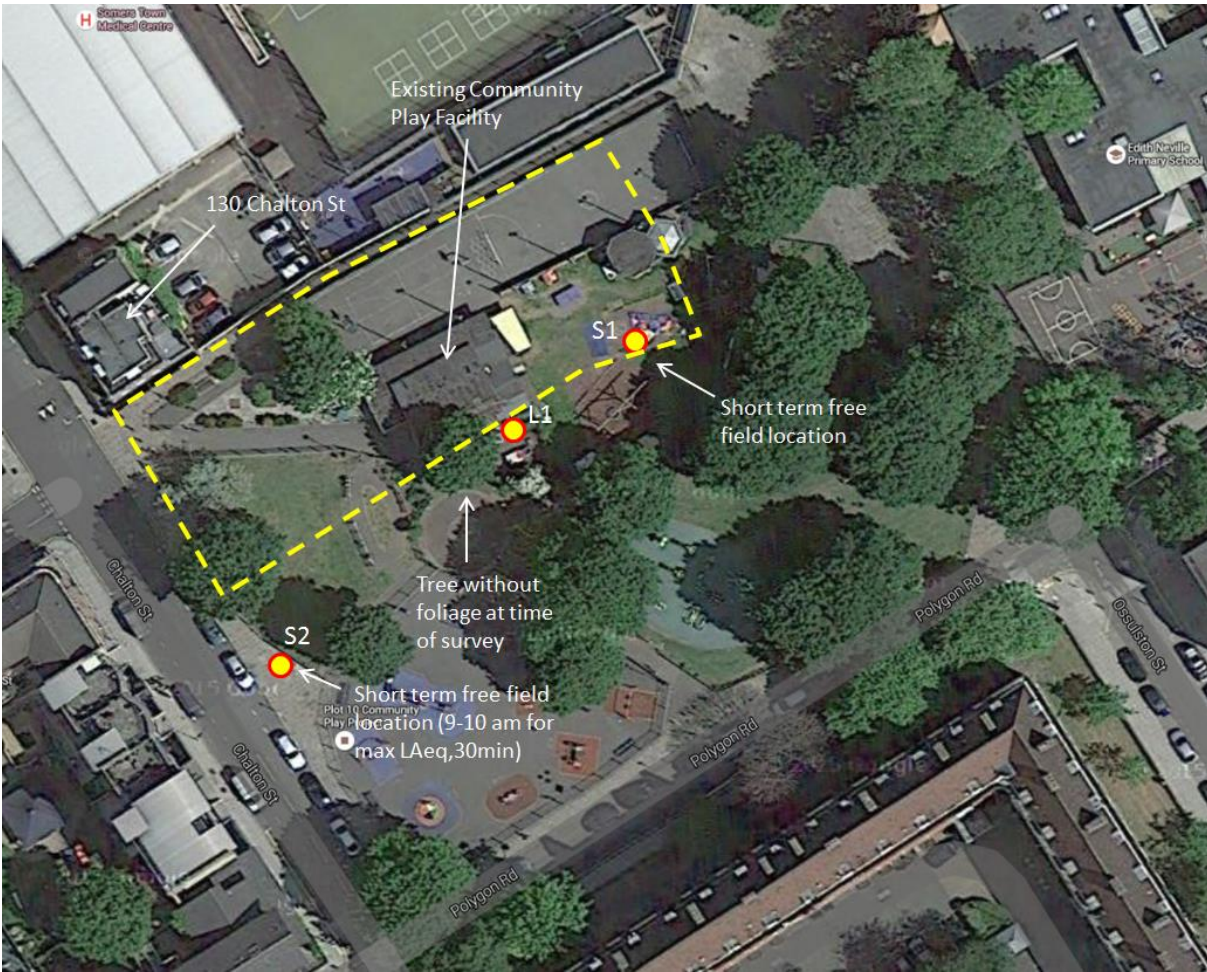 Somers Town
Medical Centre
Existing Community
Play Facility
130 Chalton St
Edith Neville
Primary School
S1
L1
Short term free
field location
Tree without
foliage at time
of survey
Chalton St
Polygon Rd
Ossulston St
S2
Short term free field
location (9-10 am for
max LAeq,30min)
Plot 10 Community
Chalton St
Polygon Rd
Polygon Rd